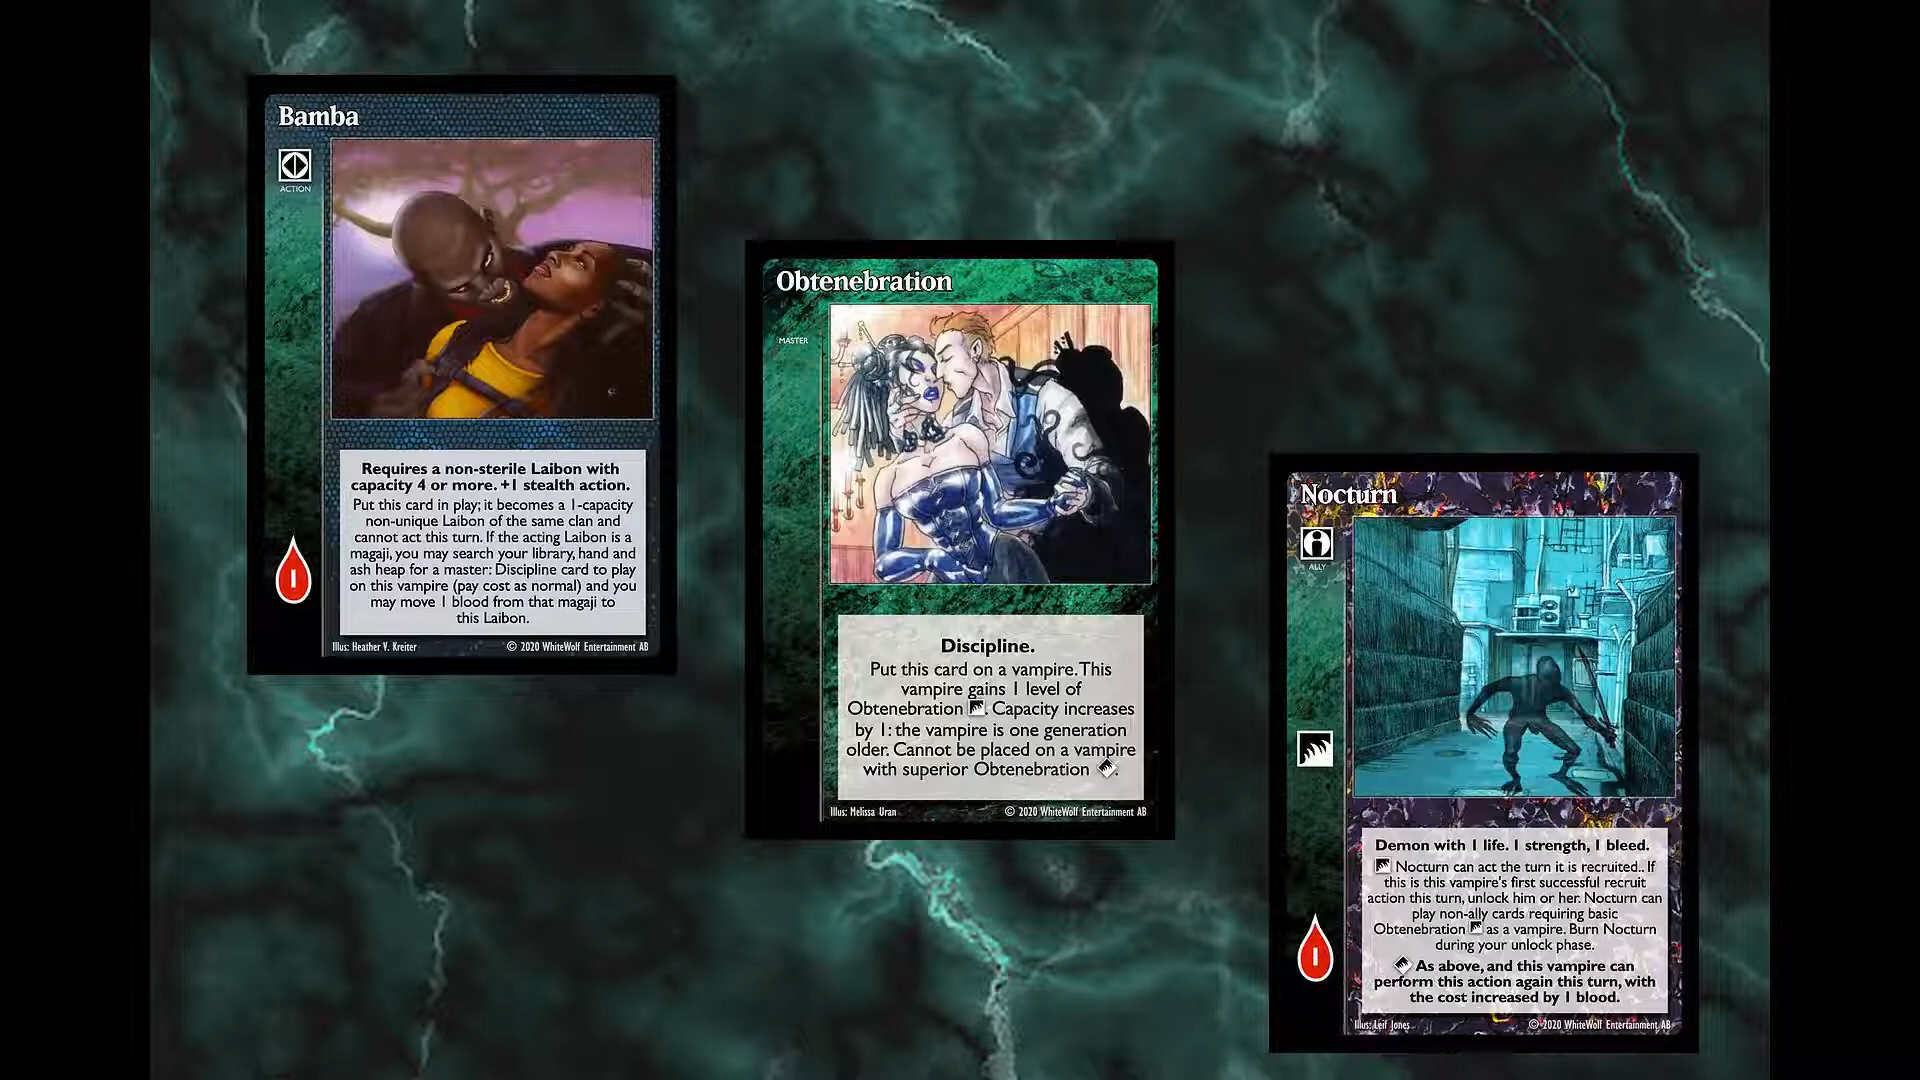 Bamba
ACTION
Requires a non-sterile Laibon with
capacity 4 or more. +1 stealth action.
Put this card in play; it becomes a 1-capacity
non-unique Laibon of the same clan and
cannot act this turn. If the acting Laibon is a
magaji, you may search your library, hand and
ash heap for a master: Discipline card to play
on this vampire (pay cost as normal) and you
may move 1 blood from that magaji to
this Laibon.
1
Illus: Heather V. Kreiter
© 2020 WhiteWolf Entertainment AB
Obtenebration
MASTER
Discipline.
Put this card on a vampire. This
vampire gains 1 level of
Obtenebration . Capacity increases
by 1: the vampire is one generation
older. Cannot be placed on a vampire
with superior Obtenebration .
Illus: Melissa Uran
© 2020 WhiteWolf Entertainment AB
Nocturn
ALLY
Demon with 1 life. 1 strength, 1 bleed.
Nocturn can act the turn it is recruited.. If
this is this vampire's first successful recruit
action this turn, unlock him or her. Nocturn can
play non-ally cards requiring basic
Obtenebration as a vampire. Burn Nocturn
during your unlock phase.
As above, and this vampire can
perform this action again this turn, with
the cost increased by 1 blood.
1
Illus: Leif Jones
© 2020 WhiteWolf Entertainment AB